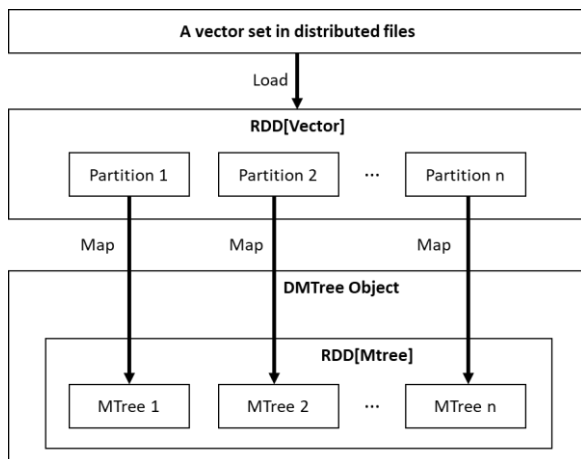 A vector set in distributed files
Load
RDD[Vector]
Partition 1 Partition 2 ... Partition n
Map Map Map
DMTree Object
RDD[Mtree]
MTree 1 MTree 2 ... MTree n